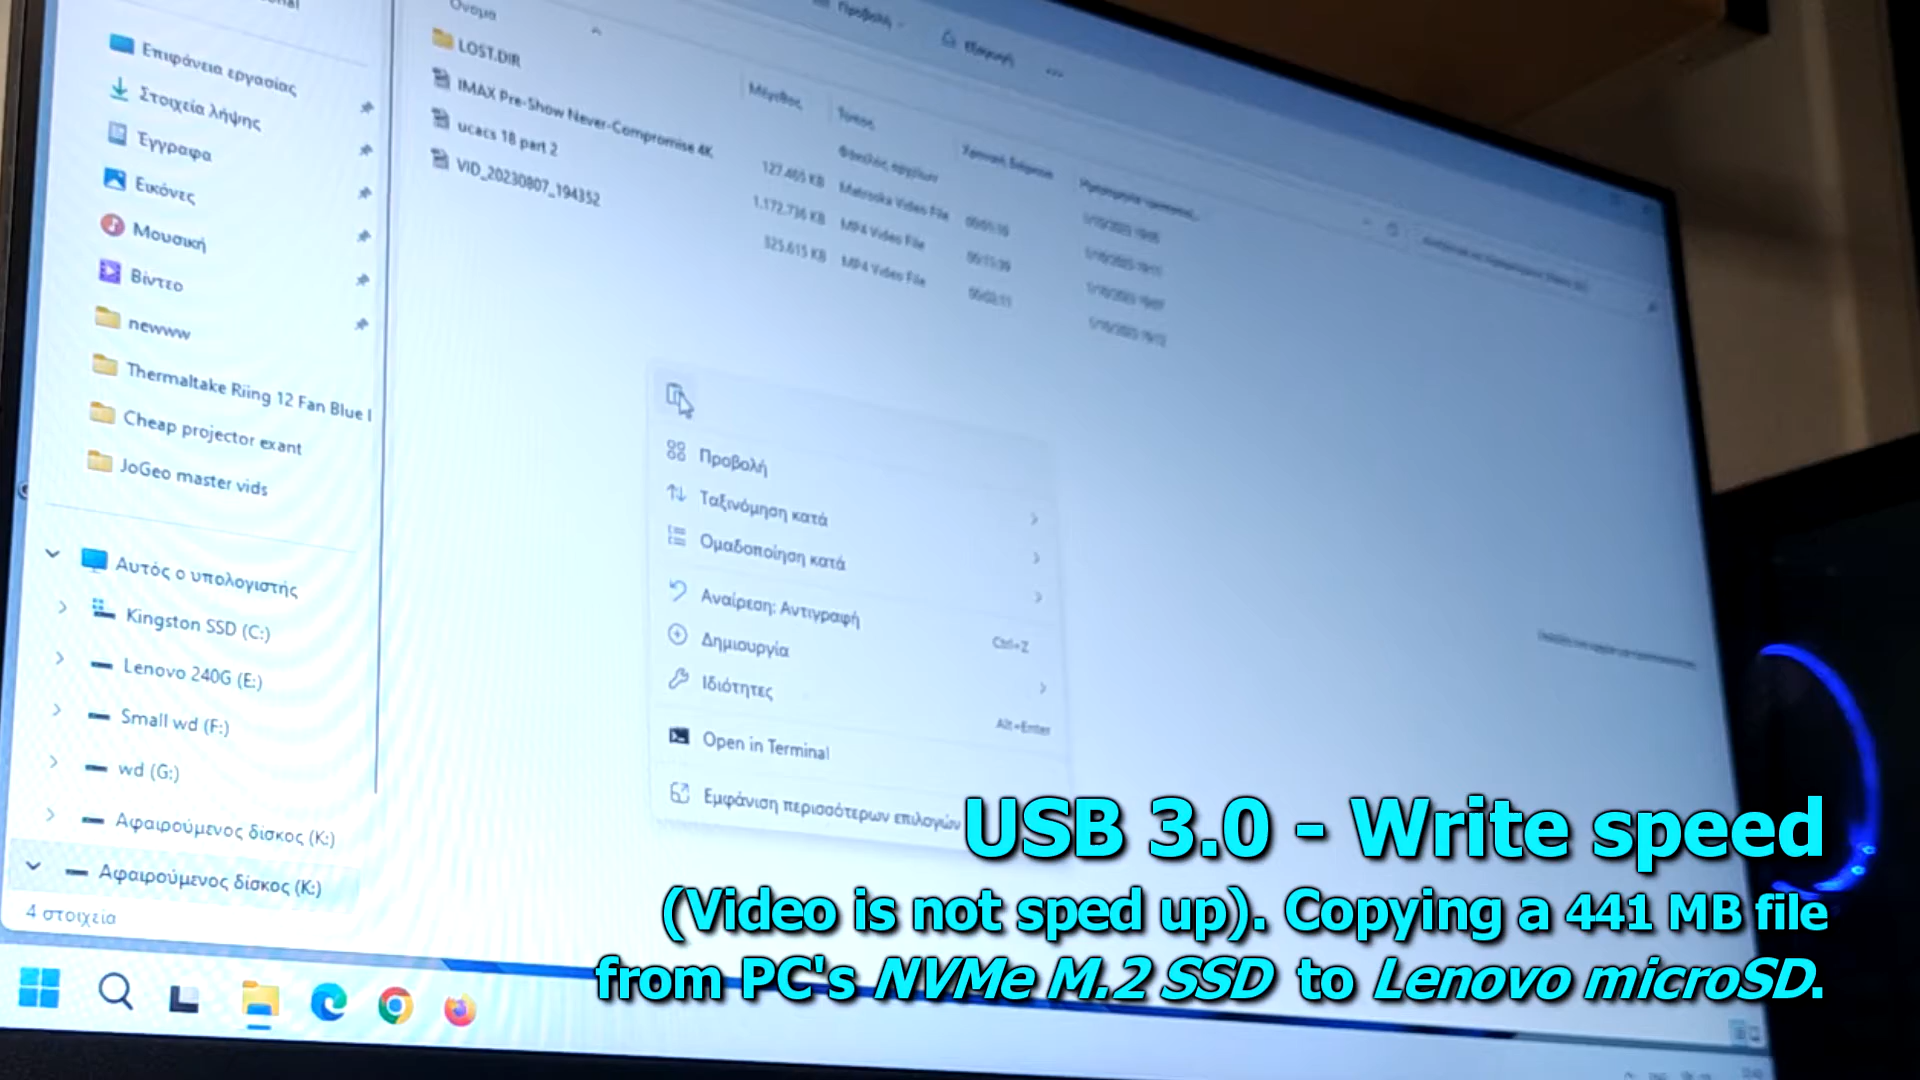 Προβολή
Όνομα
Μέγεθος
Τύπος
LOST.DIR
IMAX Pre-Show Never-Compromise 4K
127.465 KB
Matroska Video File
ucacs 18 part 2
1.172.736 KB
MP4 Video File
VID_20230807_194352
325.615 KB
MP4 Video File
Επιφάνεια εργασίας
Στοιχεία λήψης
Έγγραφα
Εικόνες
Μουσική
Βίντεο
newww
Thermaltake Riing 12 Fan Blue
Cheap projector exant
JoGeo master vids
Αυτός ο υπολογιστής
Kingston SSD (C:)
Lenovo 240G (E:)
Small wd (F:)
wd (G:)
Αφαιρούμενος δίσκος (K:)
Αφαιρούμενος δίσκος (K:)
4 στοιχεία
Προβολή
Ταξινόμηση κατά
Ομαδοποίηση κατά
Αναίρεση: Αντιγραφή
Ctrl+Z
Δημιουργία
Ιδιότητες
Alt+Enter
Open in Terminal
Εμφάνιση περισσότερων επιλογών
USB 3.0 - Write speed
(Video is not sped up). Copying a 441 MB file
from PC's NVMe M.2 SSD to Lenovo microSD.